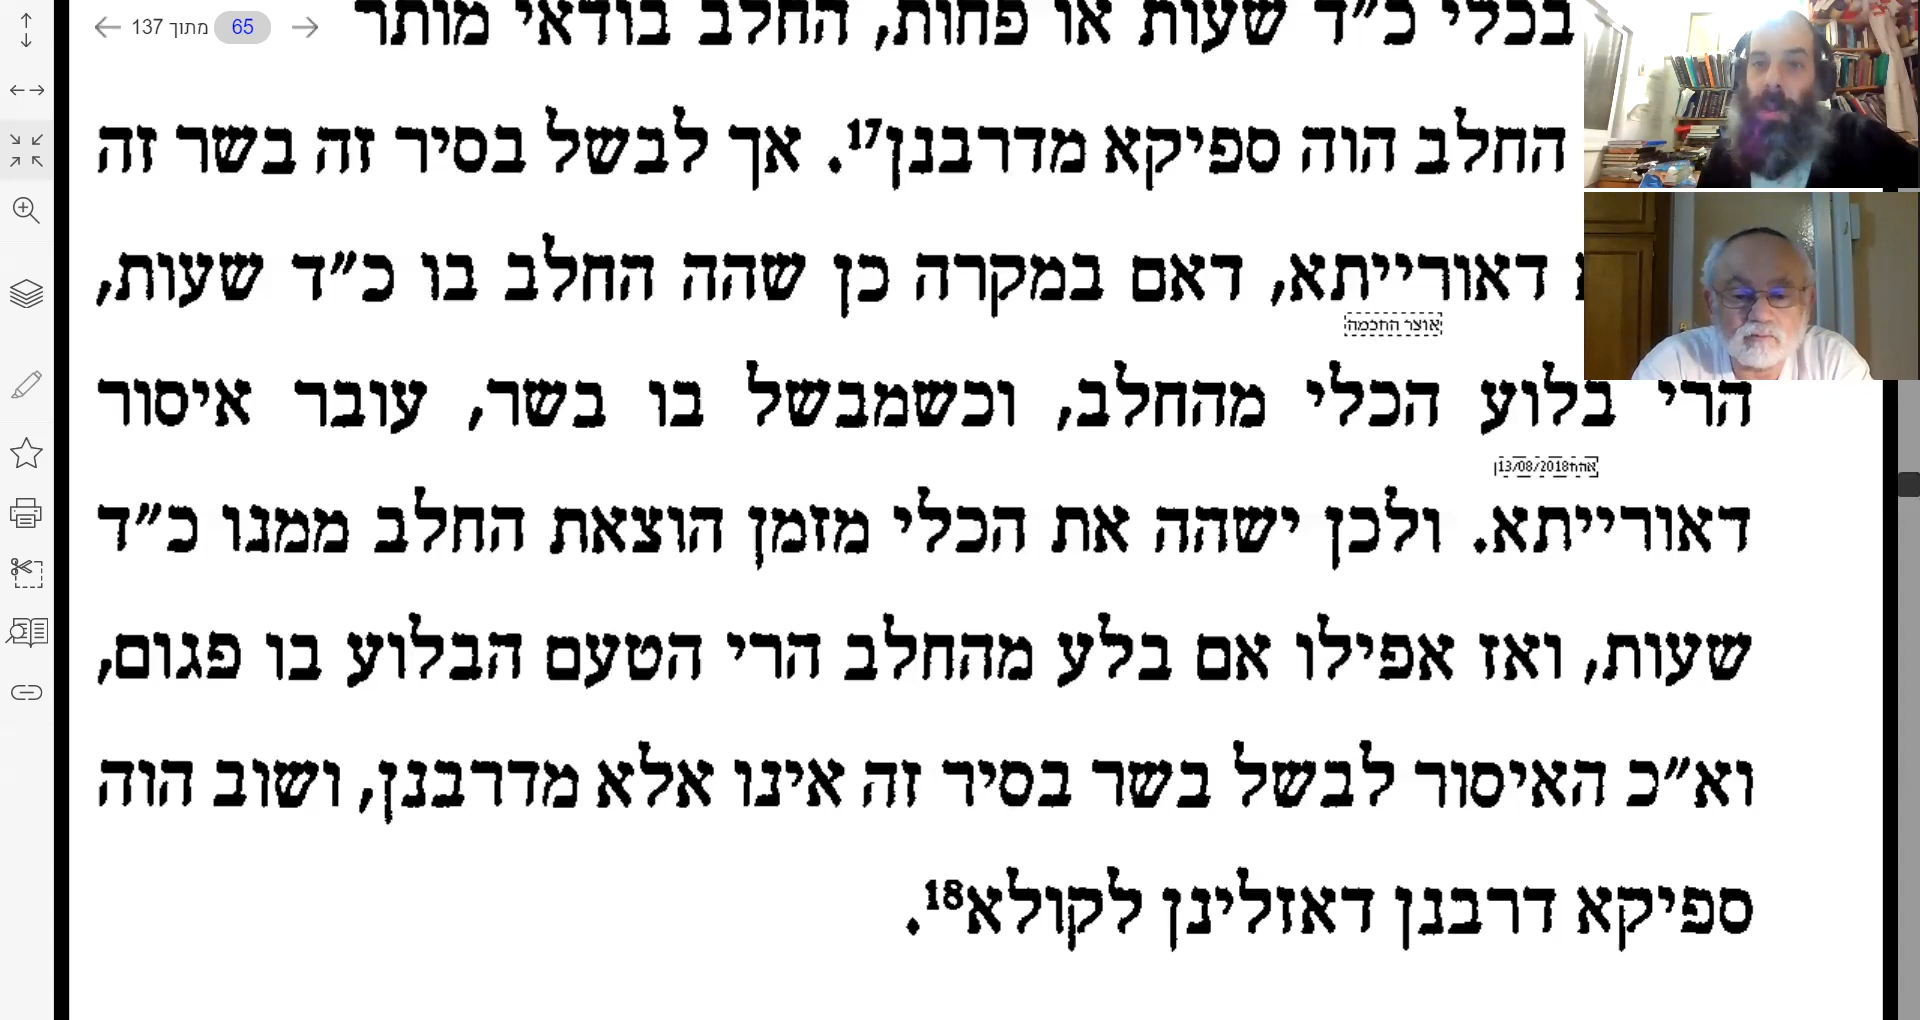 65 מתוך 137
בכלי כ״ד שעות או פחות, החלב בודאי מותר
החלב הוה ספיקא מדרבנן17. אך לבשל בסיר זה בשר זה
דאורייתא, דאם במקרה כן שהה החלב בו כ״ד שעות,
אוצר החכמה
הרי בלוע הכלי מהחלב, וכשמבשל בו בשר, עובר איסור
אהח13/08/2018
דאורייתא. ולכן ישהה את הכלי מזמן הוצאת החלב ממנו כ״ד
שעות, ואז אפילו אם בלע מהחלב הרי הטעם הבלוע בו פגום,
וא״כ האיסור לבשל בשר בסיר זה אינו אלא מדרבנן, ושוב הוה
ספיקא דרבנן דאזלינן לקולא18.